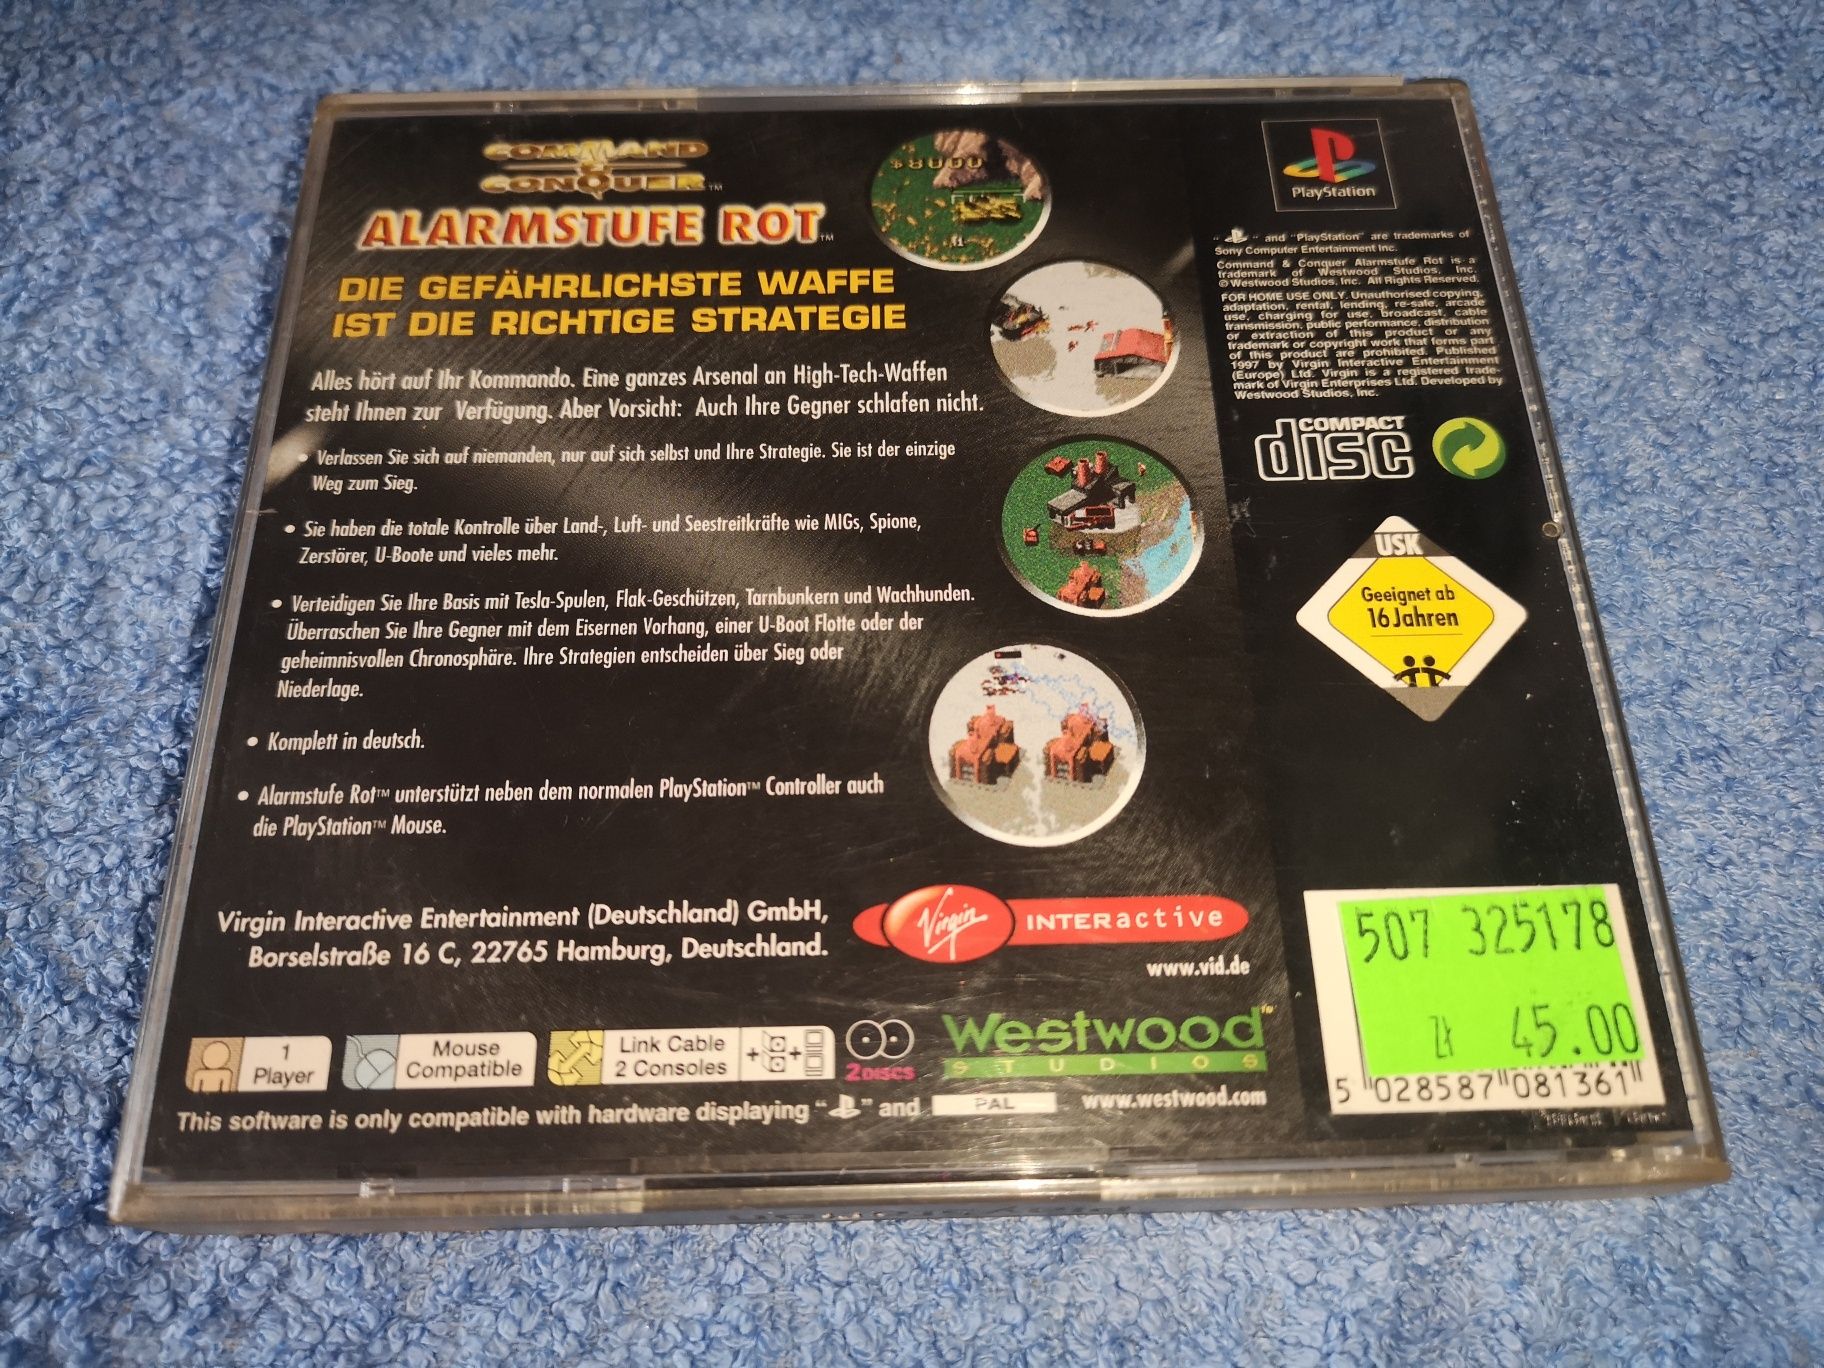 COMMAND
&
CONQUER™
ALARMSTUFE ROT™
DIE GEFÄHRLICHSTE WAFFE
IST DIE RICHTIGE STRATEGIE
Alles hört auf Ihr Kommando. Eine ganzes Arsenal an High-Tech-Waffen
steht Ihnen zur Verfügung. Aber Vorsicht: Auch Ihre Gegner schlafen nicht.
• Verlassen Sie sich auf niemanden, nur auf sich selbst und Ihre Strategie. Sie ist der einzige
Weg zum Sieg.
• Sie haben die totale Kontrolle über Land-, Luft- und Seestreitkräfte wie MIGs, Spione,
Zerstörer, U-Boote und vieles mehr.
• Verteidigen Sie Ihre Basis mit Tesla-Spulen, Flak-Geschützen, Tarnbunkern und Wachhunden.
Überraschen Sie Ihre Gegner mit dem Eisernen Vorhang, einer U-Boot Flotte oder der
geheimnisvollen Chronosphäre. Ihre Strategien entscheiden über Sieg oder
Niederlage.
• Komplett in deutsch.
• Alarmstufe Rot™ unterstützt neben dem normalen PlayStation™ Controller auch
die PlayStation™ Mouse.
$8000
Virgin Interactive Entertainment (Deutschland) GmbH,
Borselstraße 16 C, 22765 Hamburg, Deutschland.
Virgin INTERactive
www.vid.de
1
Player
Mouse
Compatible
Link Cable
2 Consoles
2 DISCS
Westwood™
STUDIOS
This software is only compatible with hardware displaying " " and PAL
www.westwood.com
PlayStation
" " and "PlayStation" are trademarks of
Sony Computer Entertainment Inc.
Command & Conquer Alarmstufe Rot is a
trademark of Westwood Studios, Inc.
© Westwood Studios, Inc. All Rights Reserved.
FOR HOME USE ONLY. Unauthorised copying,
adaptation, rental, lending, re-sale, arcade
use, charging for use, broadcast, cable
transmission, public performance, distribution
or extraction of this product or any
trademark or copyright work that forms part
of this product are prohibited. Published
1997 by Virgin Interactive Entertainment
(Europe) Ltd. Virgin is a registered trade-
mark of Virgin Enterprises Ltd. Developed by
Westwood Studios, Inc.
COMPACT
disc
USK
Geeignet ab
16 Jahren
507 325178
zł 45.00
5 028587 081361